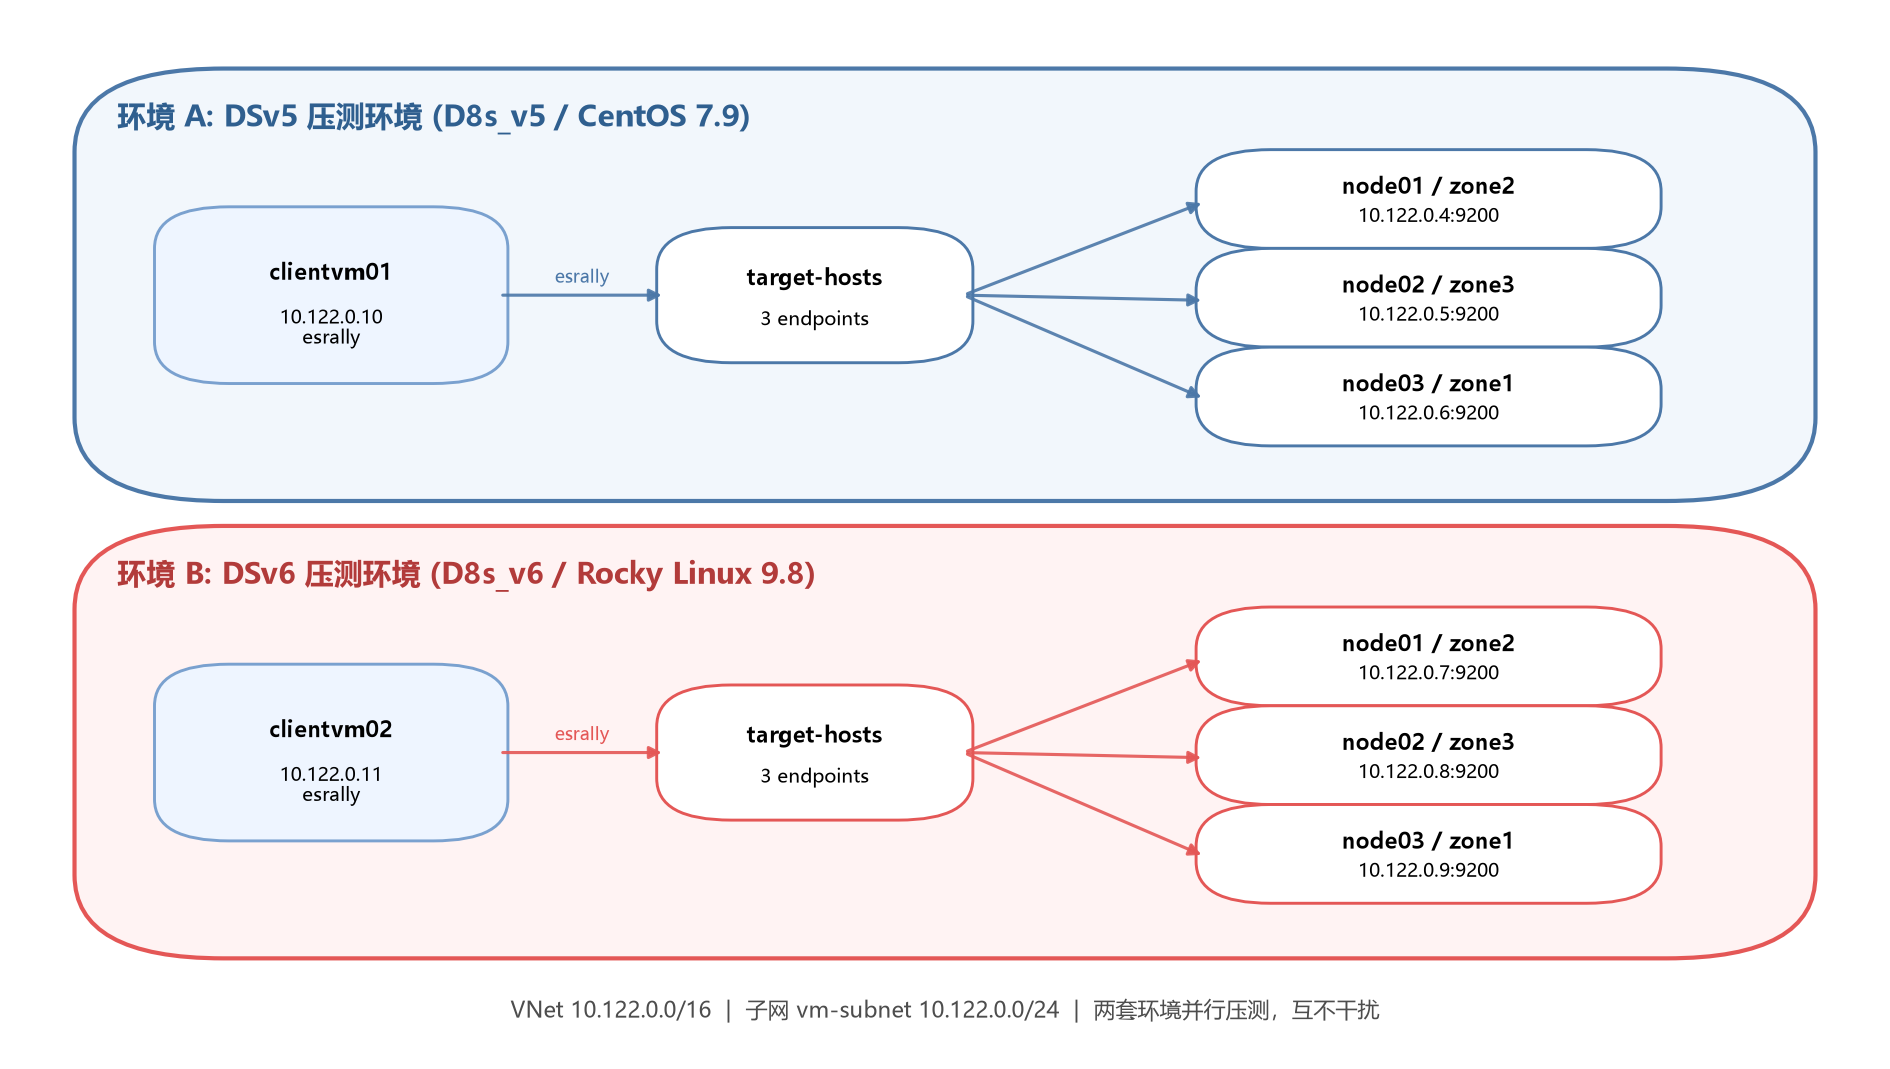 环境 A: DSv5 压测环境 (D8s_v5 / CentOS 7.9)
clientvm01
10.122.0.10
esrally
esrally
target-hosts
3 endpoints
node01 / zone2
10.122.0.4:9200
node02 / zone3
10.122.0.5:9200
node03 / zone1
10.122.0.6:9200
环境 B: DSv6 压测环境 (D8s_v6 / Rocky Linux 9.8)
clientvm02
10.122.0.11
esrally
esrally
target-hosts
3 endpoints
node01 / zone2
10.122.0.7:9200
node02 / zone3
10.122.0.8:9200
node03 / zone1
10.122.0.9:9200
VNet 10.122.0.0/16 | 子网 vm-subnet 10.122.0.0/24 | 两套环境并行压测，互不干扰